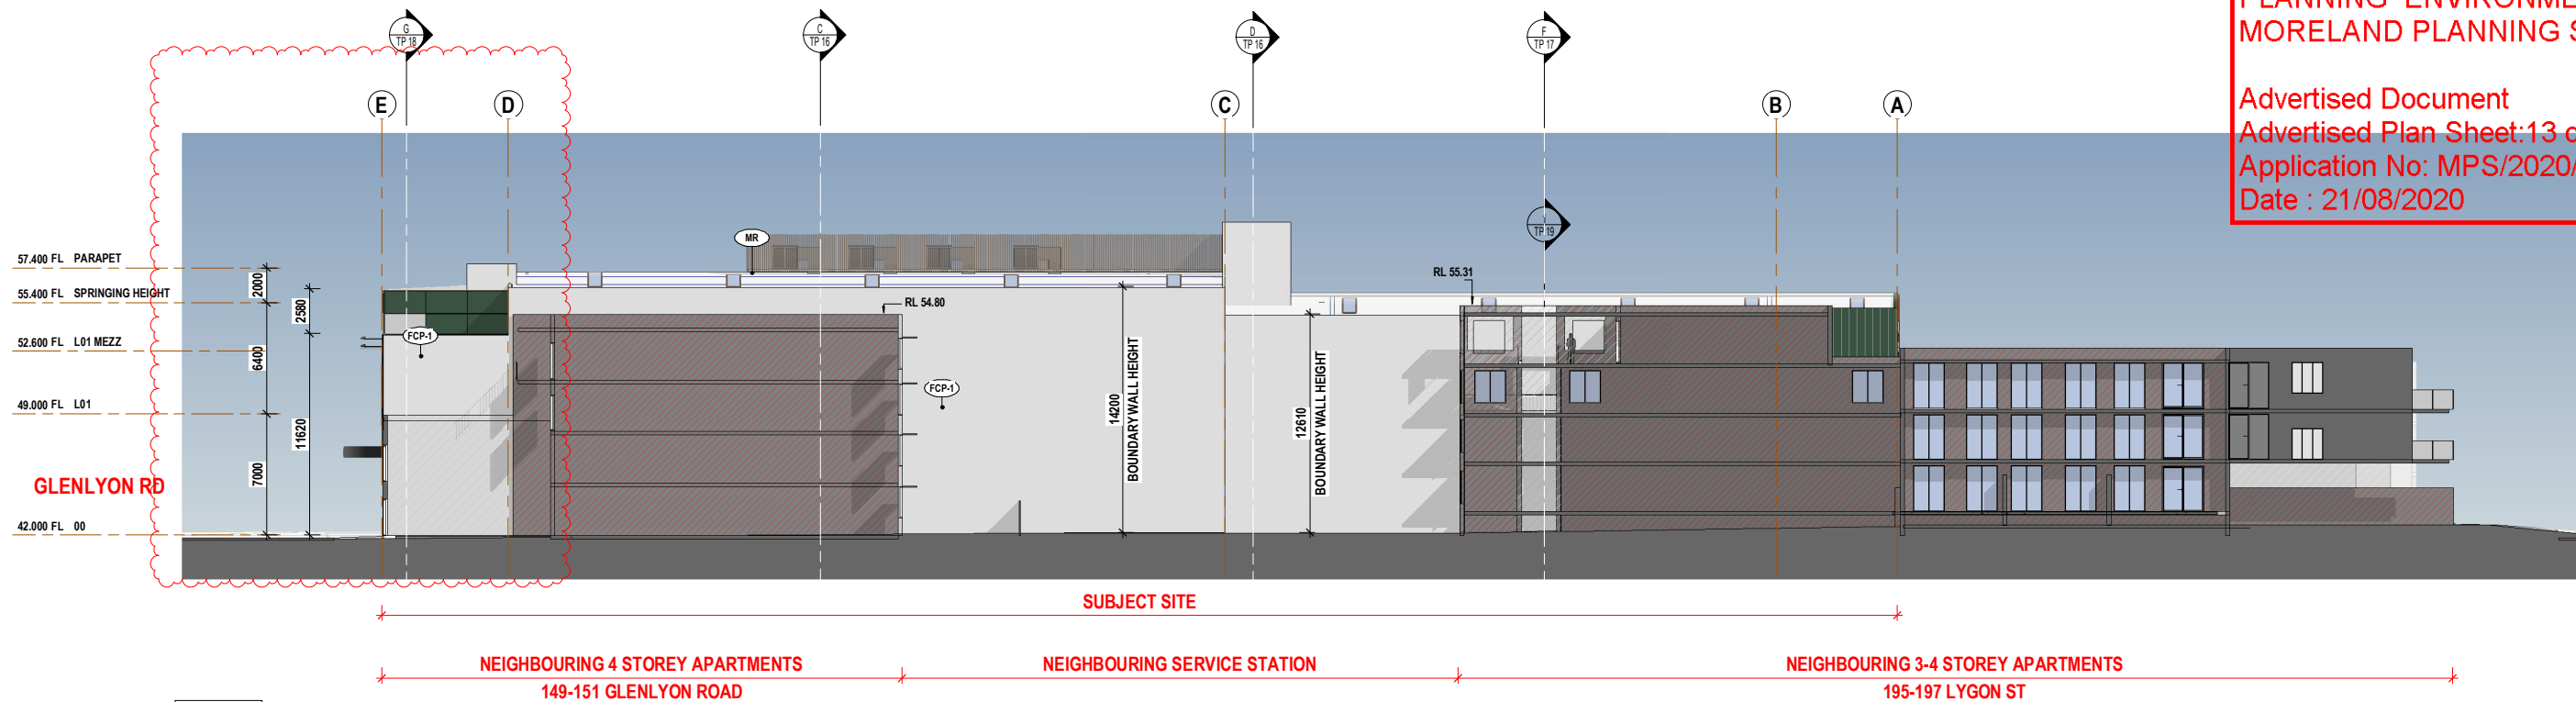 PLANNING ENVIRONME
MORELAND PLANNING S
Advertised Document
Advertised Plan Sheet:13 o
Application No: MPS/2020/
Date : 21/08/2020
G
TP 18
C
TP 16
D
TP 16
F
TP 17
E
D
C
B
A
TP 19
MR
57.400 FL PARAPET
55.400 FL SPRINGING HEIGHT
52.600 FL L01 MEZZ
49.000 FL L01
42.000 FL 00
2000
6400
7000
2580
11620
FCP-1
RL 54.80
FCP-1
14200
BOUNDARY WALL HEIGHT
12610
BOUNDARY WALL HEIGHT
RL 55.31
GLENLYON RD
SUBJECT SITE
NEIGHBOURING 4 STOREY APARTMENTS
149-151 GLENLYON ROAD
NEIGHBOURING SERVICE STATION
NEIGHBOURING 3-4 STOREY APARTMENTS
195-197 LYGON ST